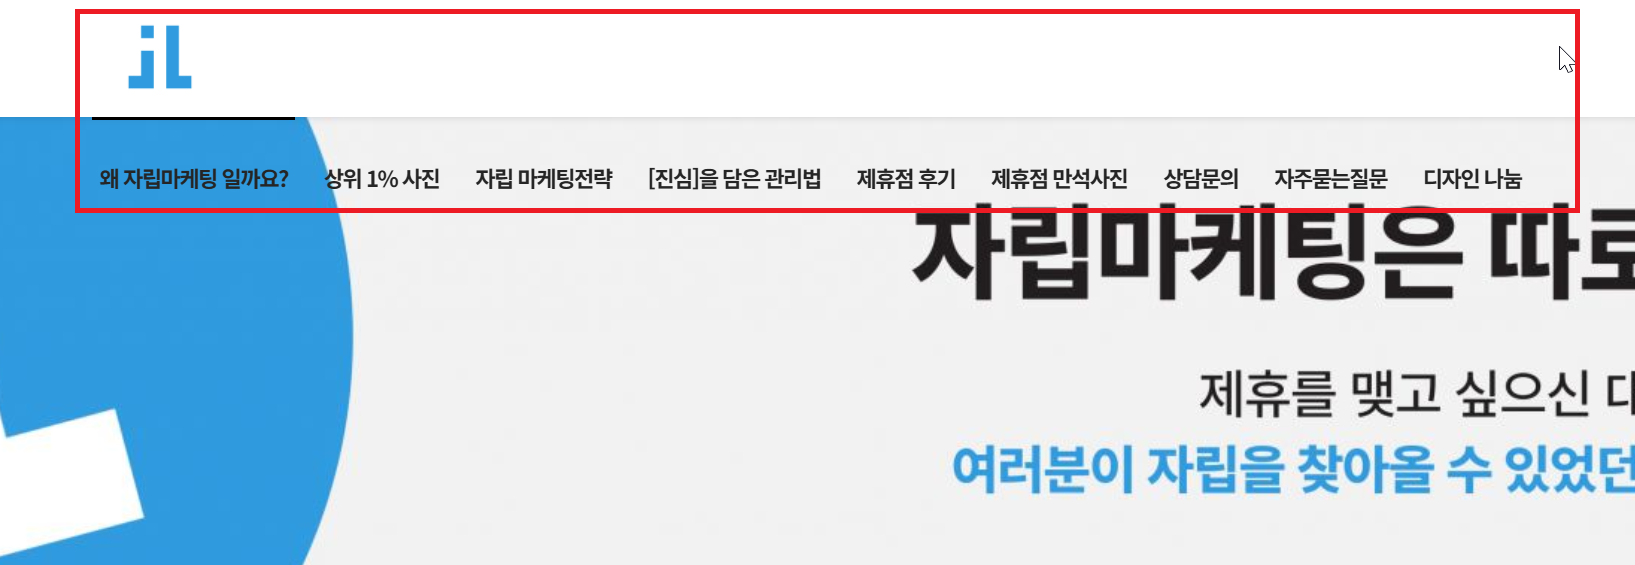 jL
왜 자립마케팅 일까요? 상위 1% 사진 자립 마케팅전략 [진심]을 담은 관리법 제휴점 후기 제휴점 만석사진 상담문의 자주묻는질문 디자인 나눔
자립마케팅은 따로
제휴를 맺고 싶으신
여러분이 자립을 찾아올 수 있었던